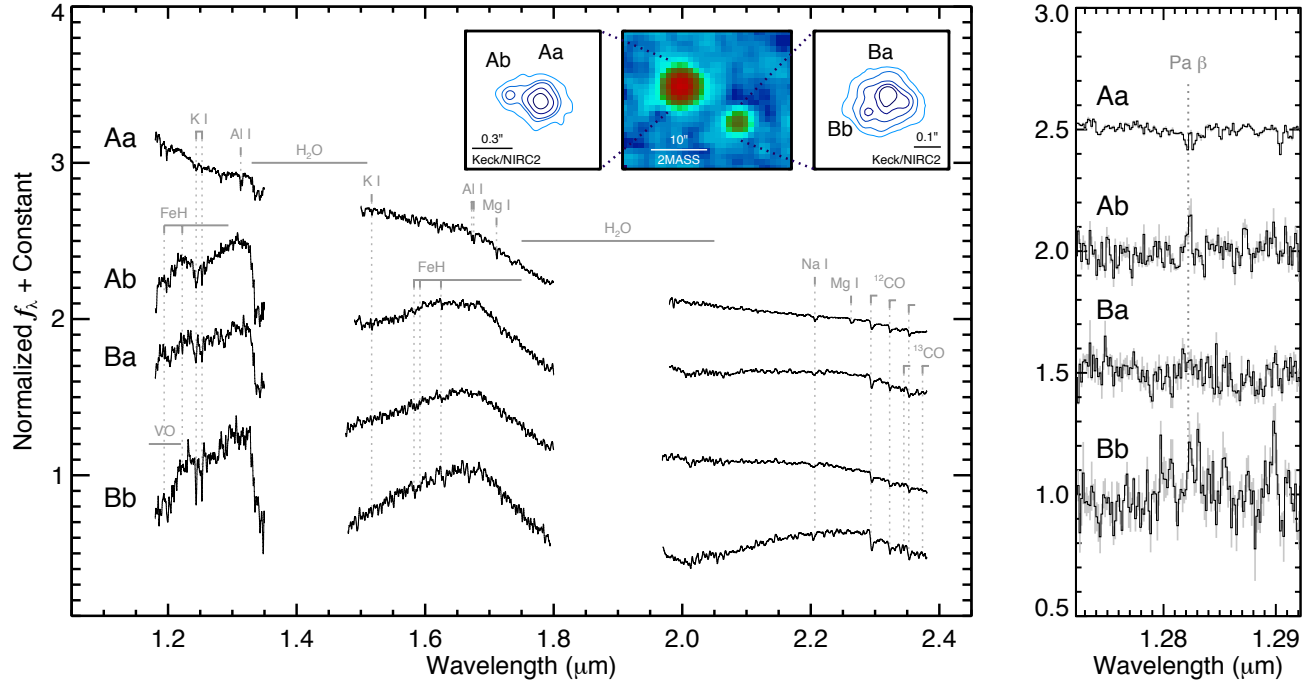 Normalized fλ + Constant
4
3
2
1
1.2
1.4
1.6
1.8
2.0
2.2
2.4
Wavelength (μm)
Aa
Ab
Ba
Bb
K I
Al I
H₂O
FeH
VO
K I
Al I
Mg I
FeH
H₂O
Na I
Mg I
¹²CO
¹³CO
Ab
Aa
0.3"
Keck/NIRC2
10"
2MASS
Ba
Bb
0.1"
Keck/NIRC2
3.0
2.5
2.0
1.5
1.0
0.5
Pa β
Aa
Ab
Ba
Bb
1.28
1.29
Wavelength (μm)